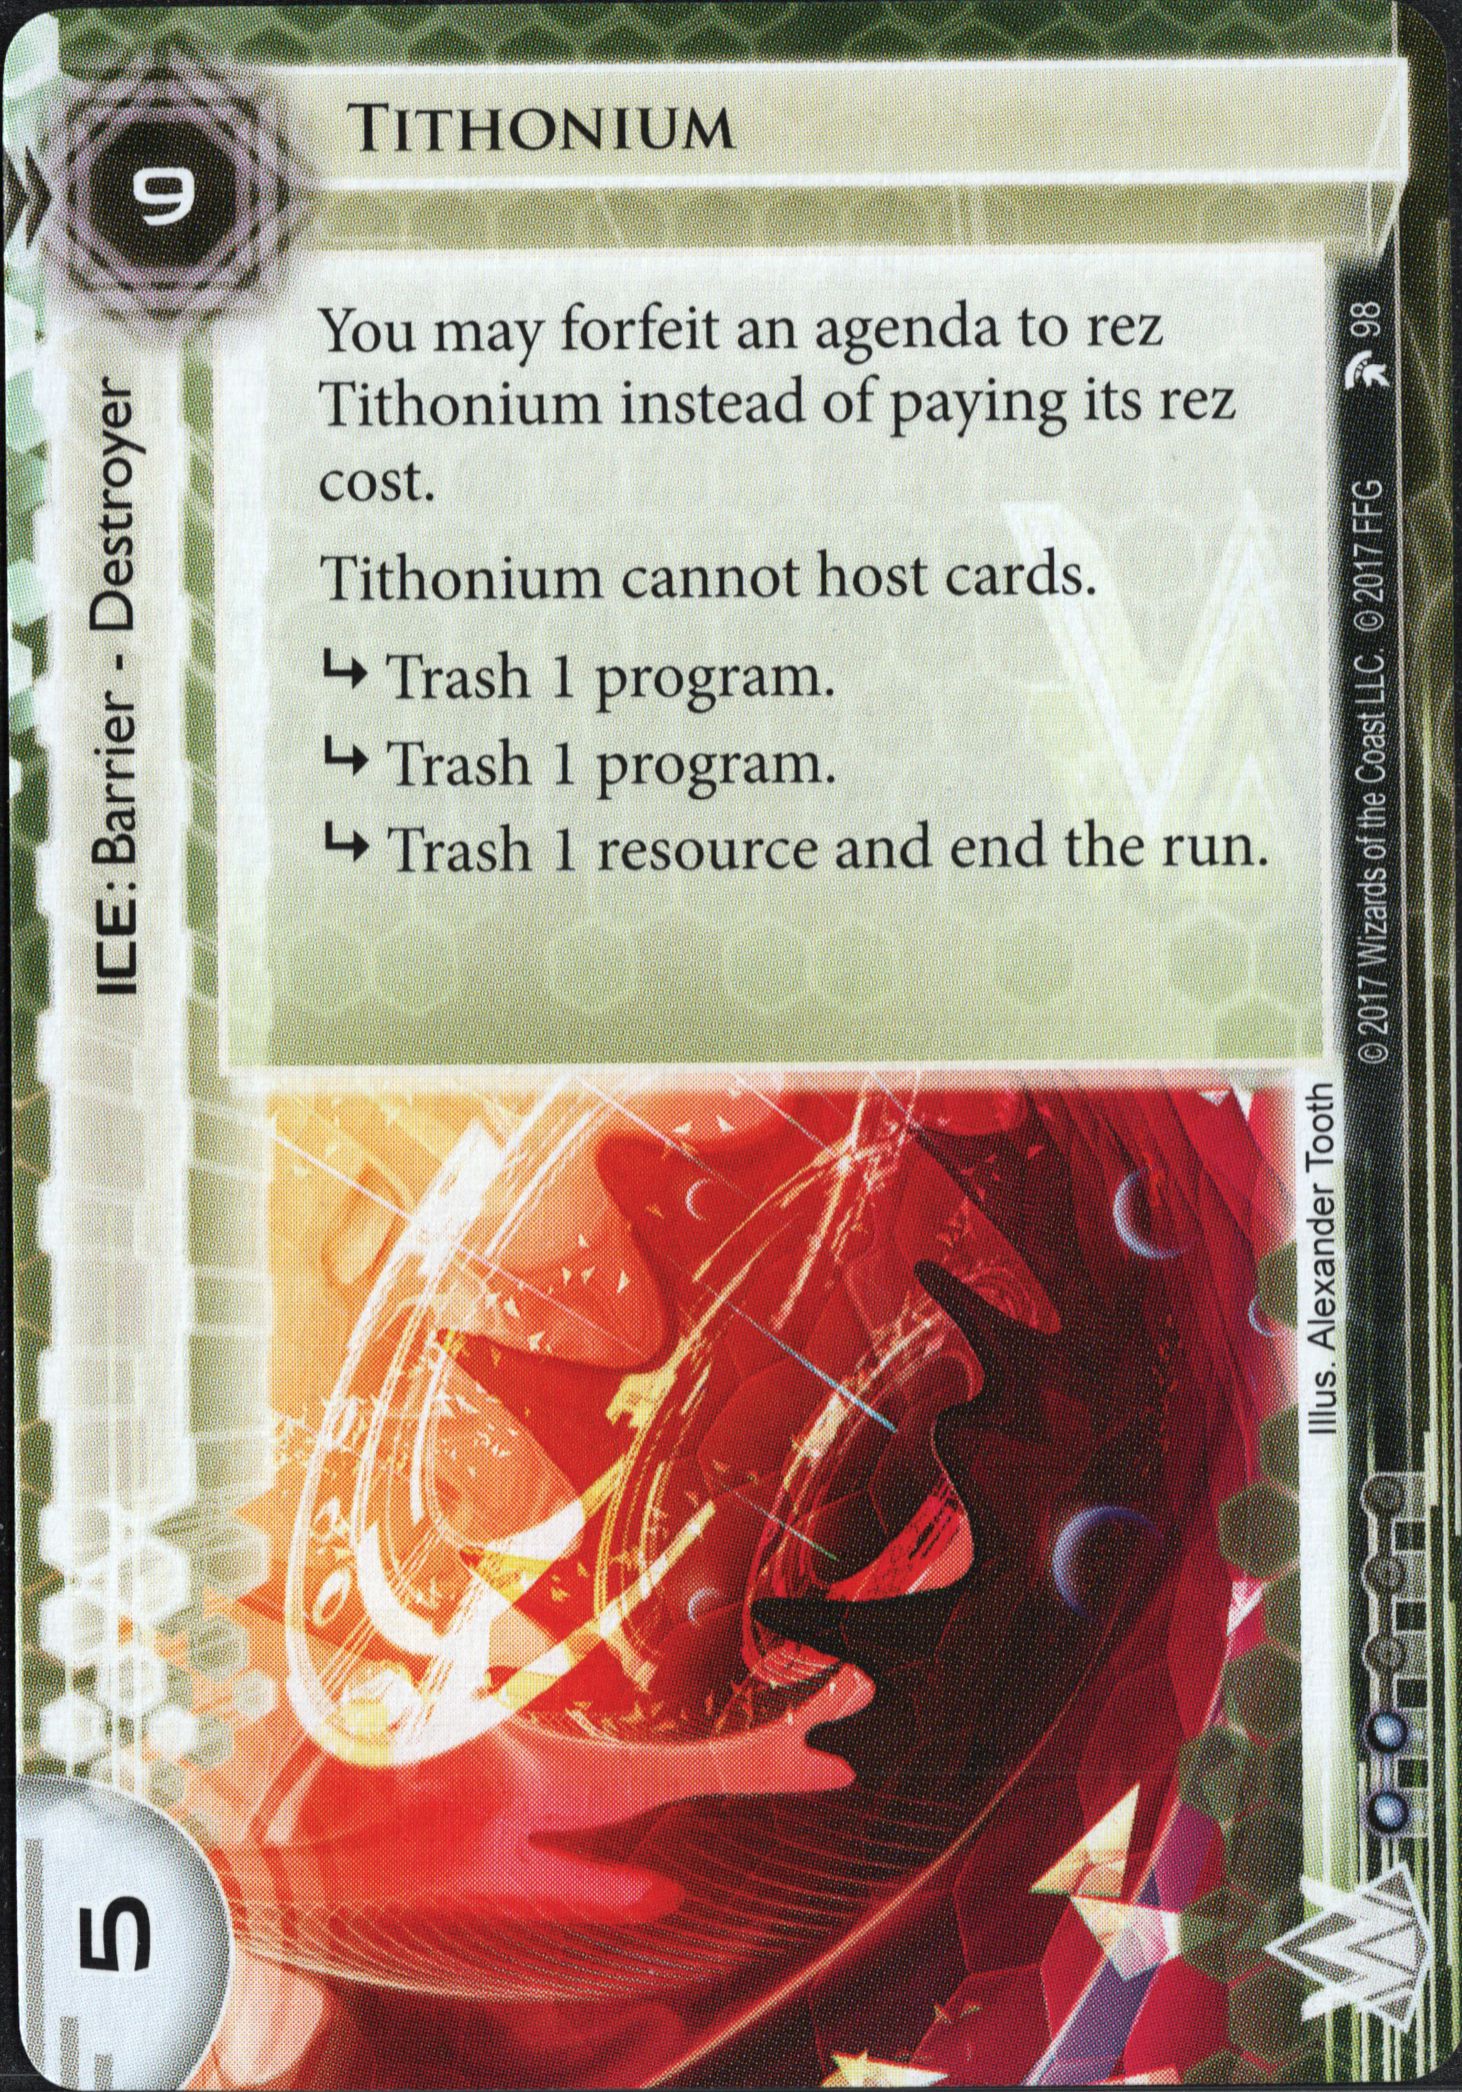 Tithonium
9
ICE: Barrier - Destroyer
You may forfeit an agenda to rez
Tithonium instead of paying its rez
cost.
Tithonium cannot host cards.
↳ Trash 1 program.
↳ Trash 1 program.
↳ Trash 1 resource and end the run.
5
Illus. Alexander Tooth
© 2017 Wizards of the Coast LLC. © 2017 FFG
98